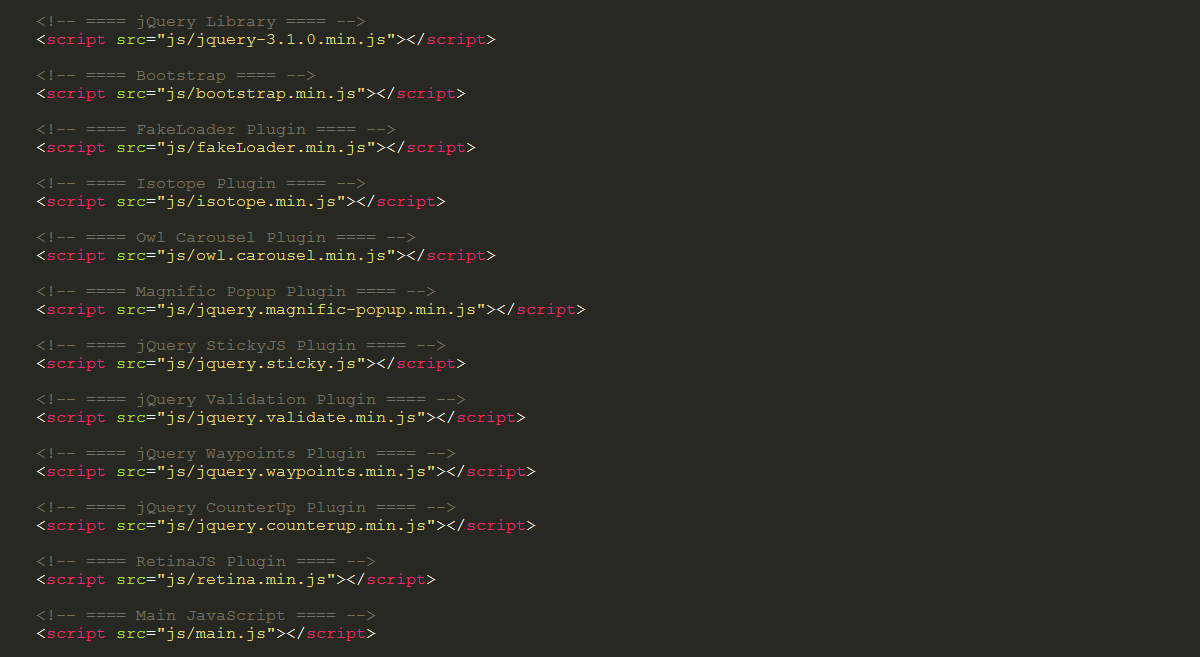 <!-- ==== jQuery Library ==== -->
<script src="js/jquery-3.1.0.min.js"></script>
<!-- ==== Bootstrap ==== -->
<script src="js/bootstrap.min.js"></script>
<!-- ==== FakeLoader Plugin ==== -->
<script src="js/fakeLoader.min.js"></script>
<!-- ==== Isotope Plugin ==== -->
<script src="js/isotope.min.js"></script>
<!-- ==== Owl Carousel Plugin ==== -->
<script src="js/owl.carousel.min.js"></script>
<!-- ==== Magnific Popup Plugin ==== -->
<script src="js/jquery.magnific-popup.min.js"></script>
<!-- ==== jQuery StickyJS Plugin ==== -->
<script src="js/jquery.sticky.js"></script>
<!-- ==== jQuery Validation Plugin ==== -->
<script src="js/jquery.validate.min.js"></script>
<!-- ==== jQuery Waypoints Plugin ==== -->
<script src="js/jquery.waypoints.min.js"></script>
<!-- ==== jQuery CounterUp Plugin ==== -->
<script src="js/jquery.counterup.min.js"></script>
<!-- ==== RetinaJS Plugin ==== -->
<script src="js/retina.min.js"></script>
<!-- ==== Main JavaScript ==== -->
<script src="js/main.js"></script>